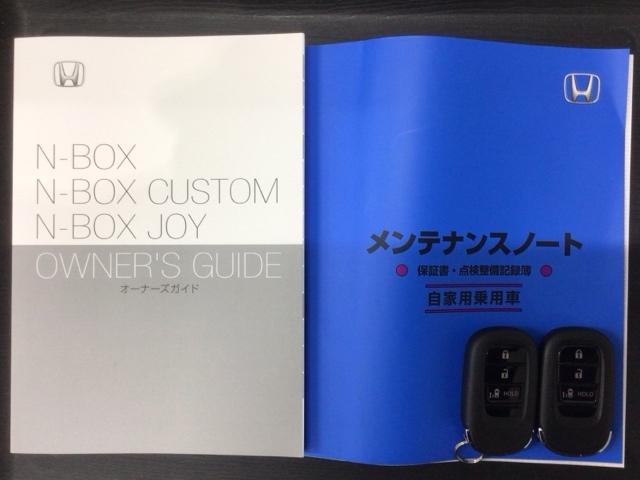 N-BOX
N-BOX CUSTOM
N-BOX JOY
OWNER'S GUIDE
オーナーズガイド
メンテナンスノート
保証書・点検整備記録簿
自家用乗用車
HOLD
HOLD